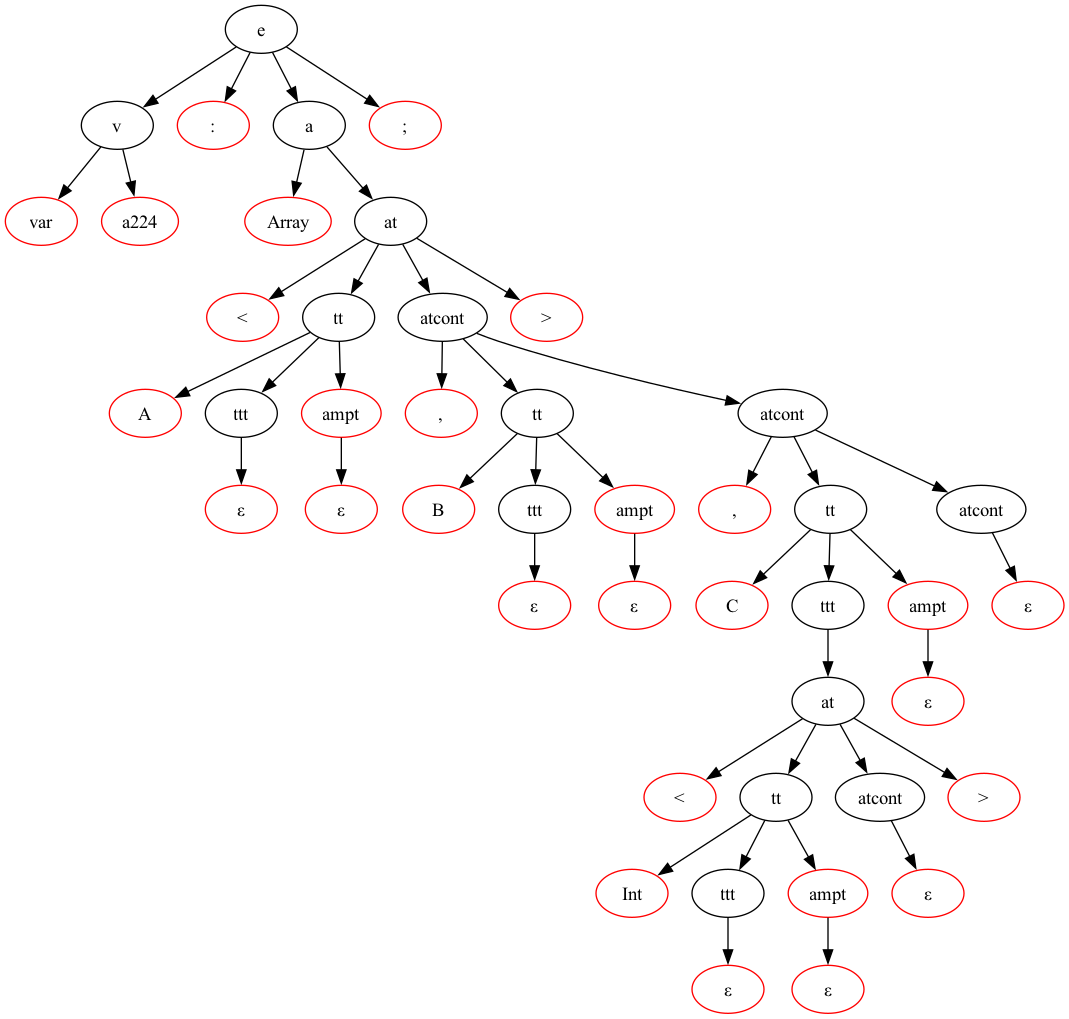 e
v : a ;
var a224 Array at
< tt atcont >
A ttt ampt , tt atcont
ε ε B ttt ampt , tt atcont
ε ε C ttt ampt ε
at ε
< tt atcont >
Int ttt ampt ε
ε ε